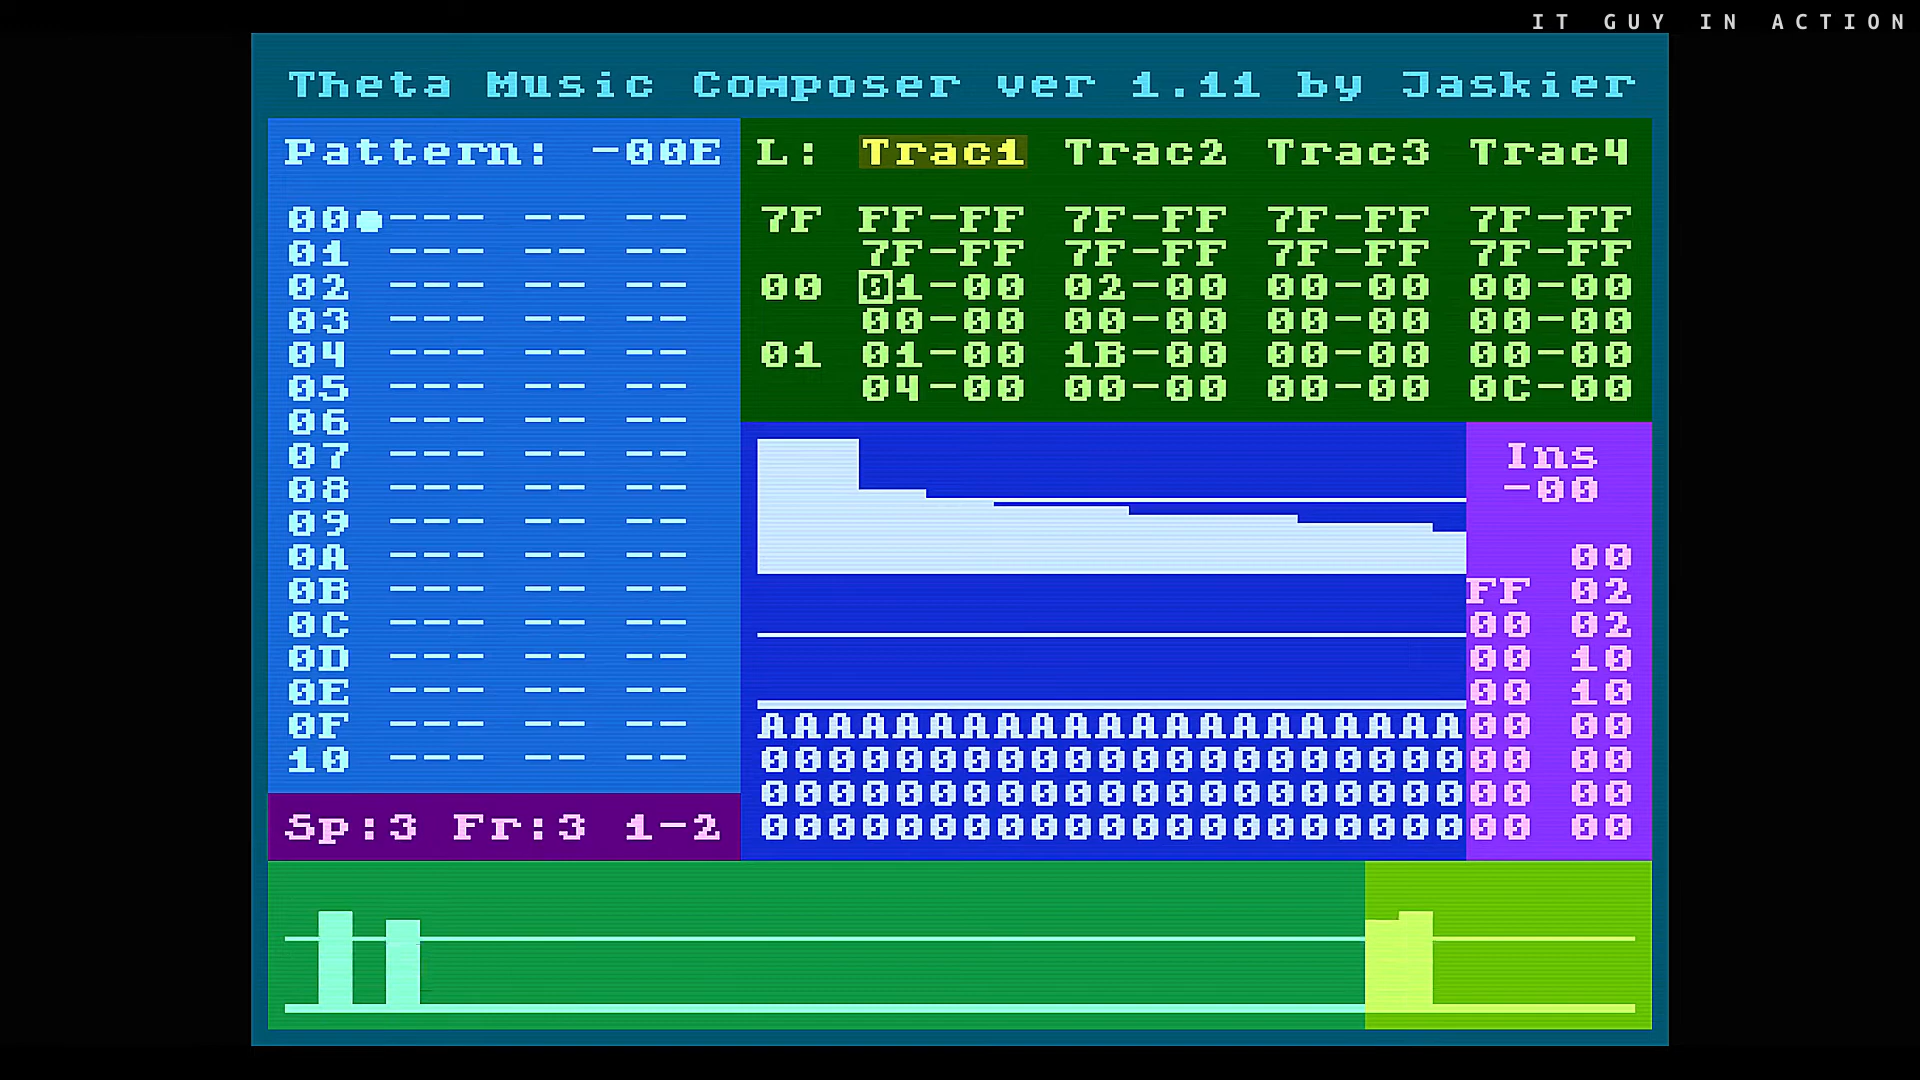 IT GUY IN ACTION
Theta Music Composer ver 1.11 by Jaskier
Pattern: -00E
00 --- -- --
01 --- -- --
02 --- -- --
03 --- -- --
04 --- -- --
05 --- -- --
06 --- -- --
07 --- -- --
08 --- -- --
09 --- -- --
0A --- -- --
0B --- -- --
0C --- -- --
0D --- -- --
0E --- -- --
0F --- -- --
10 --- -- --
Sp:3 Fr:3 1-2
L: Trac1 Trac2 Trac3 Trac4
7F FF-FF 7F-FF 7F-FF 7F-FF
7F-FF 7F-FF 7F-FF 7F-FF
00 01-00 02-00 00-00 00-00
00-00 00-00 00-00 00-00
01 01-00 1B-00 00-00 00-00
04-00 00-00 00-00 0C-00
AAAAAAAAAAAAAAAAAAAAA
000000000000000000000
000000000000000000000
000000000000000000000
Ins
-00
00
FF 02
00 02
00 10
00 10
00 00
00 00
00 00
00 00